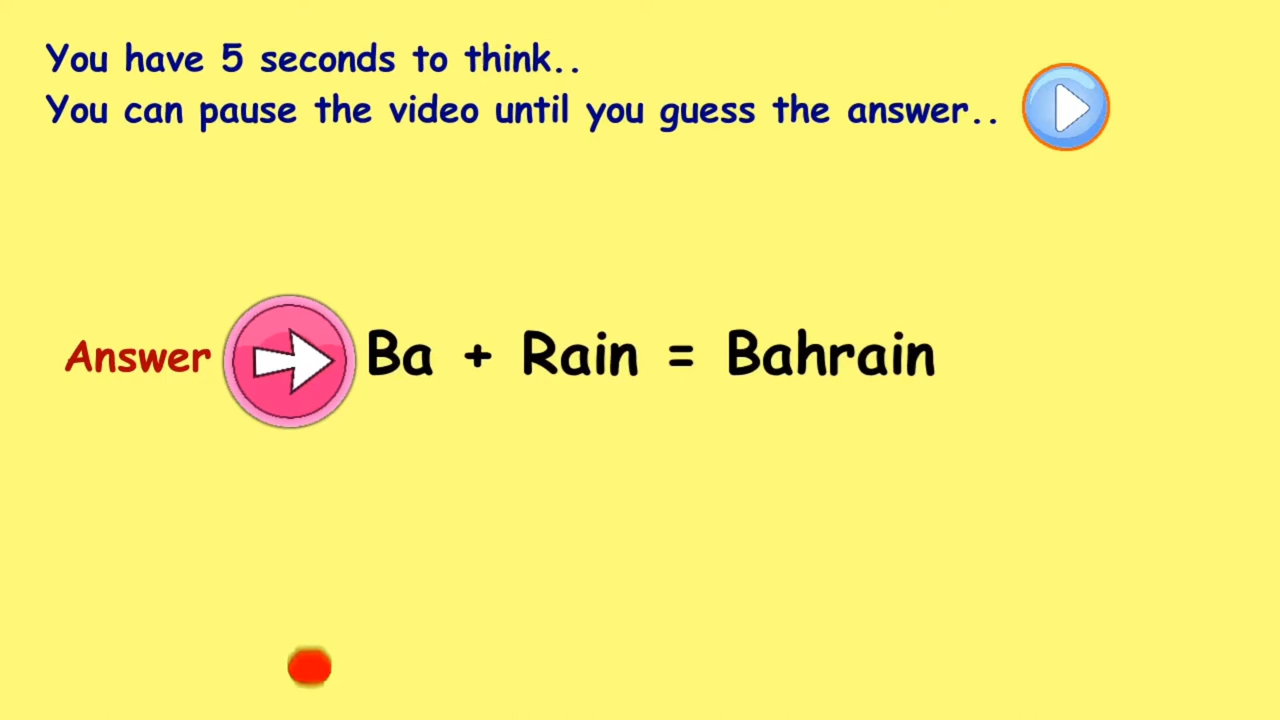 You have 5 seconds to think..
You can pause the video until you guess the answer..
Answer Ba + Rain = Bahrain